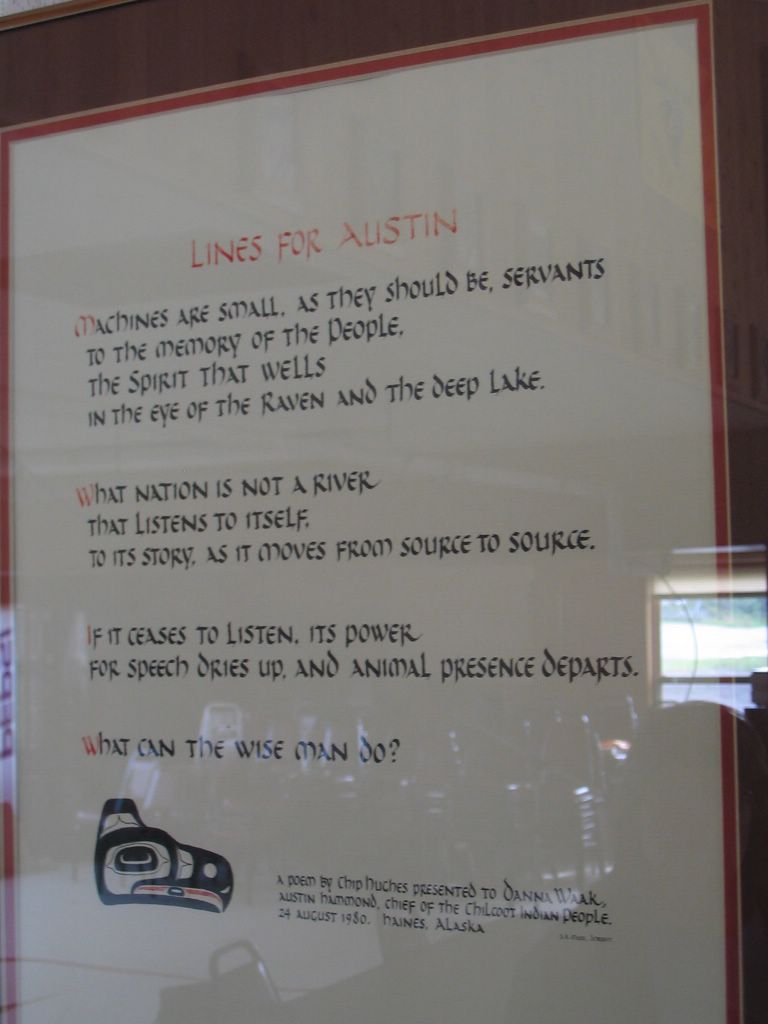 LINES FOR AUSTIN
MACHINES ARE SMALL, AS THEY SHOULD BE, SERVANTS
TO THE MEMORY OF THE PEOPLE,
THE SPIRIT THAT WELLS
IN THE EYE OF THE RAVEN AND THE DEEP LAKE.
WHAT NATION IS NOT A RIVER
THAT LISTENS TO ITSELF,
TO ITS STORY, AS IT MOVES FROM SOURCE TO SOURCE.
IF IT CEASES TO LISTEN, ITS POWER
FOR SPEECH DRIES UP, AND ANIMAL PRESENCE DEPARTS.
WHAT CAN THE WISE MAN DO?
A POEM BY CHIP HUGHES PRESENTED TO DANNA WAAK,
AUSTIN HAMMOND, CHIEF OF THE CHILCOOT INDIAN PEOPLE.
24 AUGUST 1980. HAINES, ALASKA